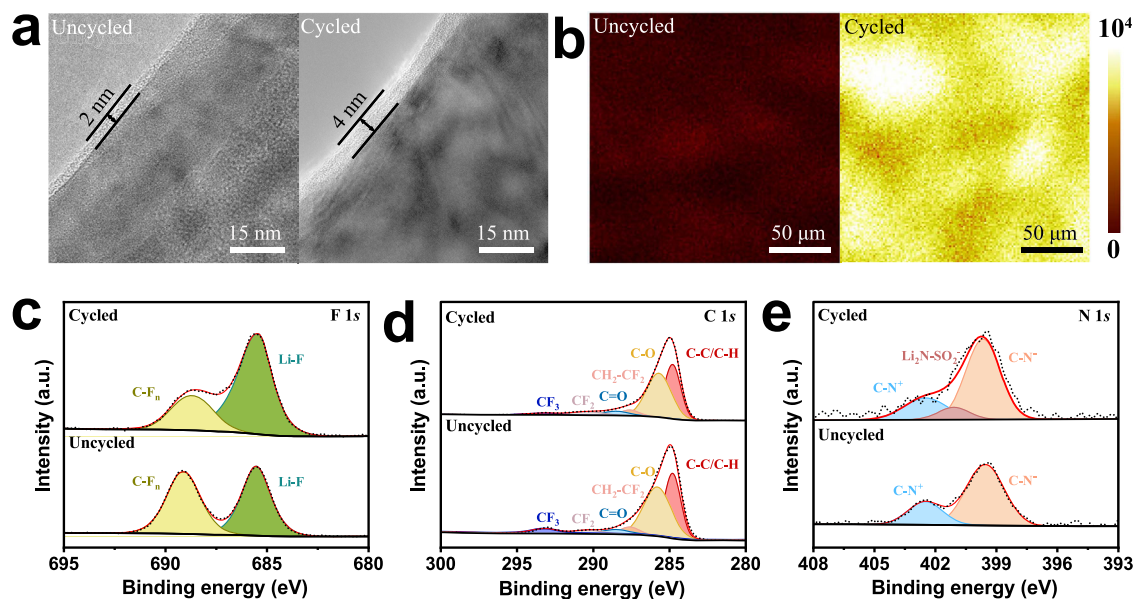 a
Uncycled
2 nm
15 nm
Cycled
4 nm
15 nm
b
Uncycled
50 μm
Cycled
50 μm
10⁴
0
c
Cycled
F 1s
Li-F
C-Fₙ
Uncycled
C-Fₙ
Li-F
Intensity (a.u.)
695 690 685 680
Binding energy (eV)
d
Cycled
C 1s
C-O
C-C/C-H
CH₂-CF₂
CF₃
CF₂
C=O
Uncycled
C-O
C-C/C-H
CH₂-CF₂
CF₃
CF₂
C=O
Intensity (a.u.)
300 295 290 285 280
Binding energy (eV)
e
Cycled
N 1s
Li₂N-SO₂
C-N⁺
C-N⁻
Uncycled
C-N⁺
C-N⁻
Intensity (a.u.)
408 405 402 399 396 393
Binding energy (eV)